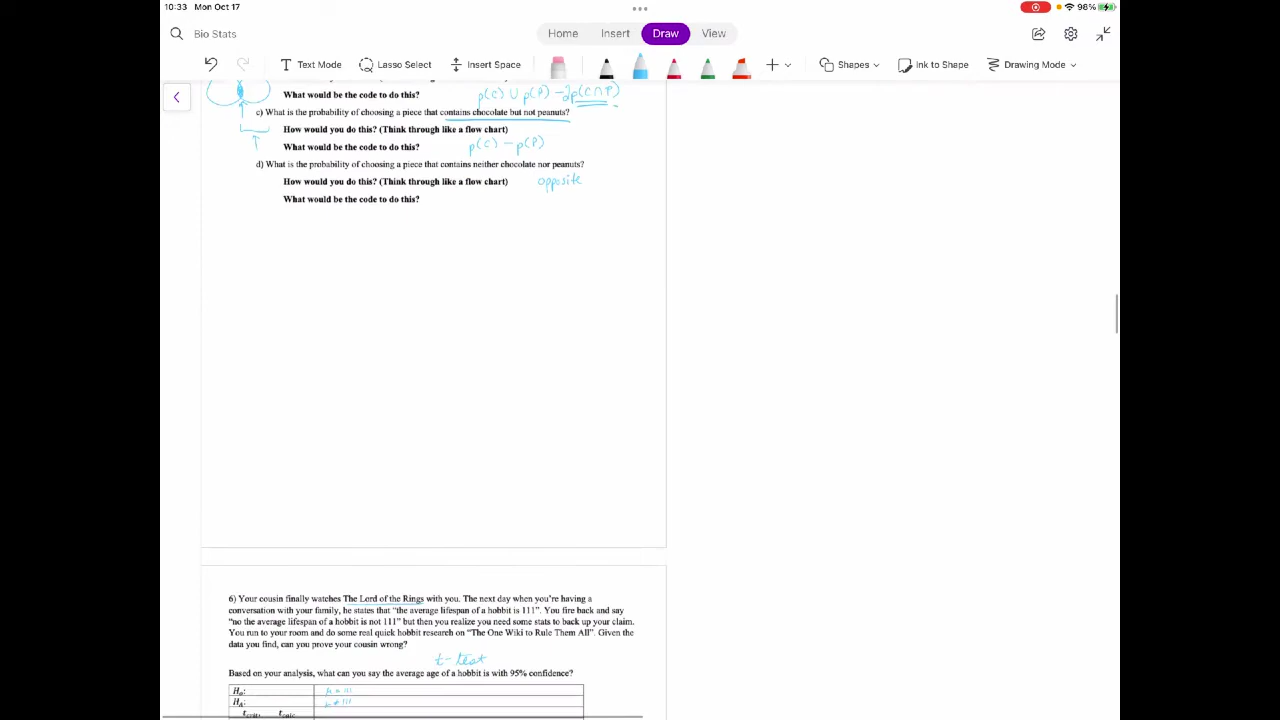 10:33 Mon Oct 17
98%
Bio Stats
Home Insert Draw View
Text Mode Lasso Select Insert Space Shapes Ink to Shape Drawing Mode
What would be the code to do this? p(C) ∪ p(P) - 2p(C∩P)
c) What is the probability of choosing a piece that contains chocolate but not peanuts?
How would you do this? (Think through like a flow chart)
What would be the code to do this? p(C) - p(P)
d) What is the probability of choosing a piece that contains neither chocolate nor peanuts?
How would you do this? (Think through like a flow chart) opposite
What would be the code to do this?
6) Your cousin finally watches The Lord of the Rings with you. The next day when you're having a
conversation with your family, he states that "the average lifespan of a hobbit is 111". You fire back and say
"no the average lifespan of a hobbit is not 111" but then you realize you need some stats to back up your claim.
You run to your room and do some real quick hobbit research on "The One Wiki to Rule Them All". Given the
data you find, can you prove your cousin wrong?
t-test
Based on your analysis, what can you say the average age of a hobbit is with 95% confidence?
H₀: μ = 111
Hₐ: μ ≠ 111
t_crit, t_calc